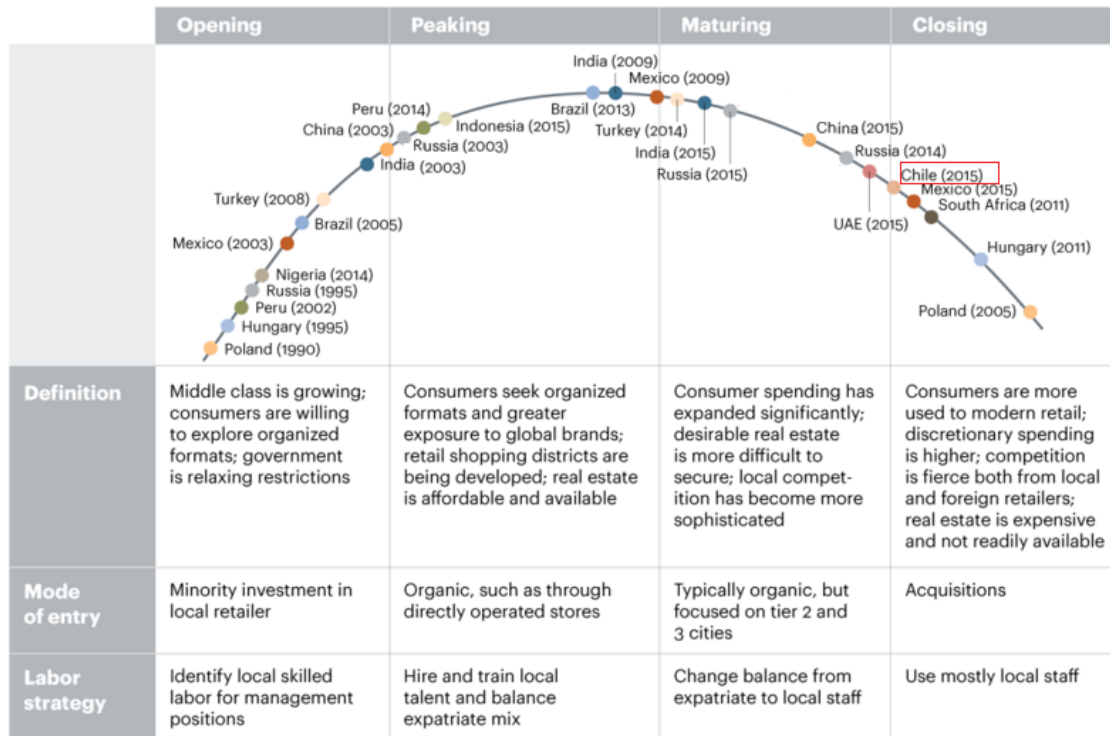 Opening
Peaking
Maturing
Closing
India (2009)
Mexico (2009)
Peru (2014)
Brazil (2013)
Indonesia (2015)
China (2003)
Turkey (2014)
China (2015)
Russia (2003)
India (2015)
Russia (2014)
India (2003)
Russia (2015)
Chile (2015)
Mexico (2015)
Turkey (2008)
South Africa (2011)
Brazil (2005)
UAE (2015)
Mexico (2003)
Hungary (2011)
Nigeria (2014)
Russia (1995)
Peru (2002)
Poland (2005)
Hungary (1995)
Poland (1990)
Definition
Middle class is growing;
consumers are willing
to explore organized
formats; government
is relaxing restrictions
Consumers seek organized
formats and greater
exposure to global brands;
retail shopping districts are
being developed; real estate
is affordable and available
Consumer spending has
expanded significantly;
desirable real estate
is more difficult to
secure; local compet-
ition has become more
sophisticated
Consumers are more
used to modern retail;
discretionary spending
is higher; competition
is fierce both from local
and foreign retailers;
real estate is expensive
and not readily available
Mode
of entry
Minority investment in
local retailer
Organic, such as through
directly operated stores
Typically organic, but
focused on tier 2 and
3 cities
Acquisitions
Labor
strategy
Identify local skilled
labor for management
positions
Hire and train local
talent and balance
expatriate mix
Change balance from
expatriate to local staff
Use mostly local staff